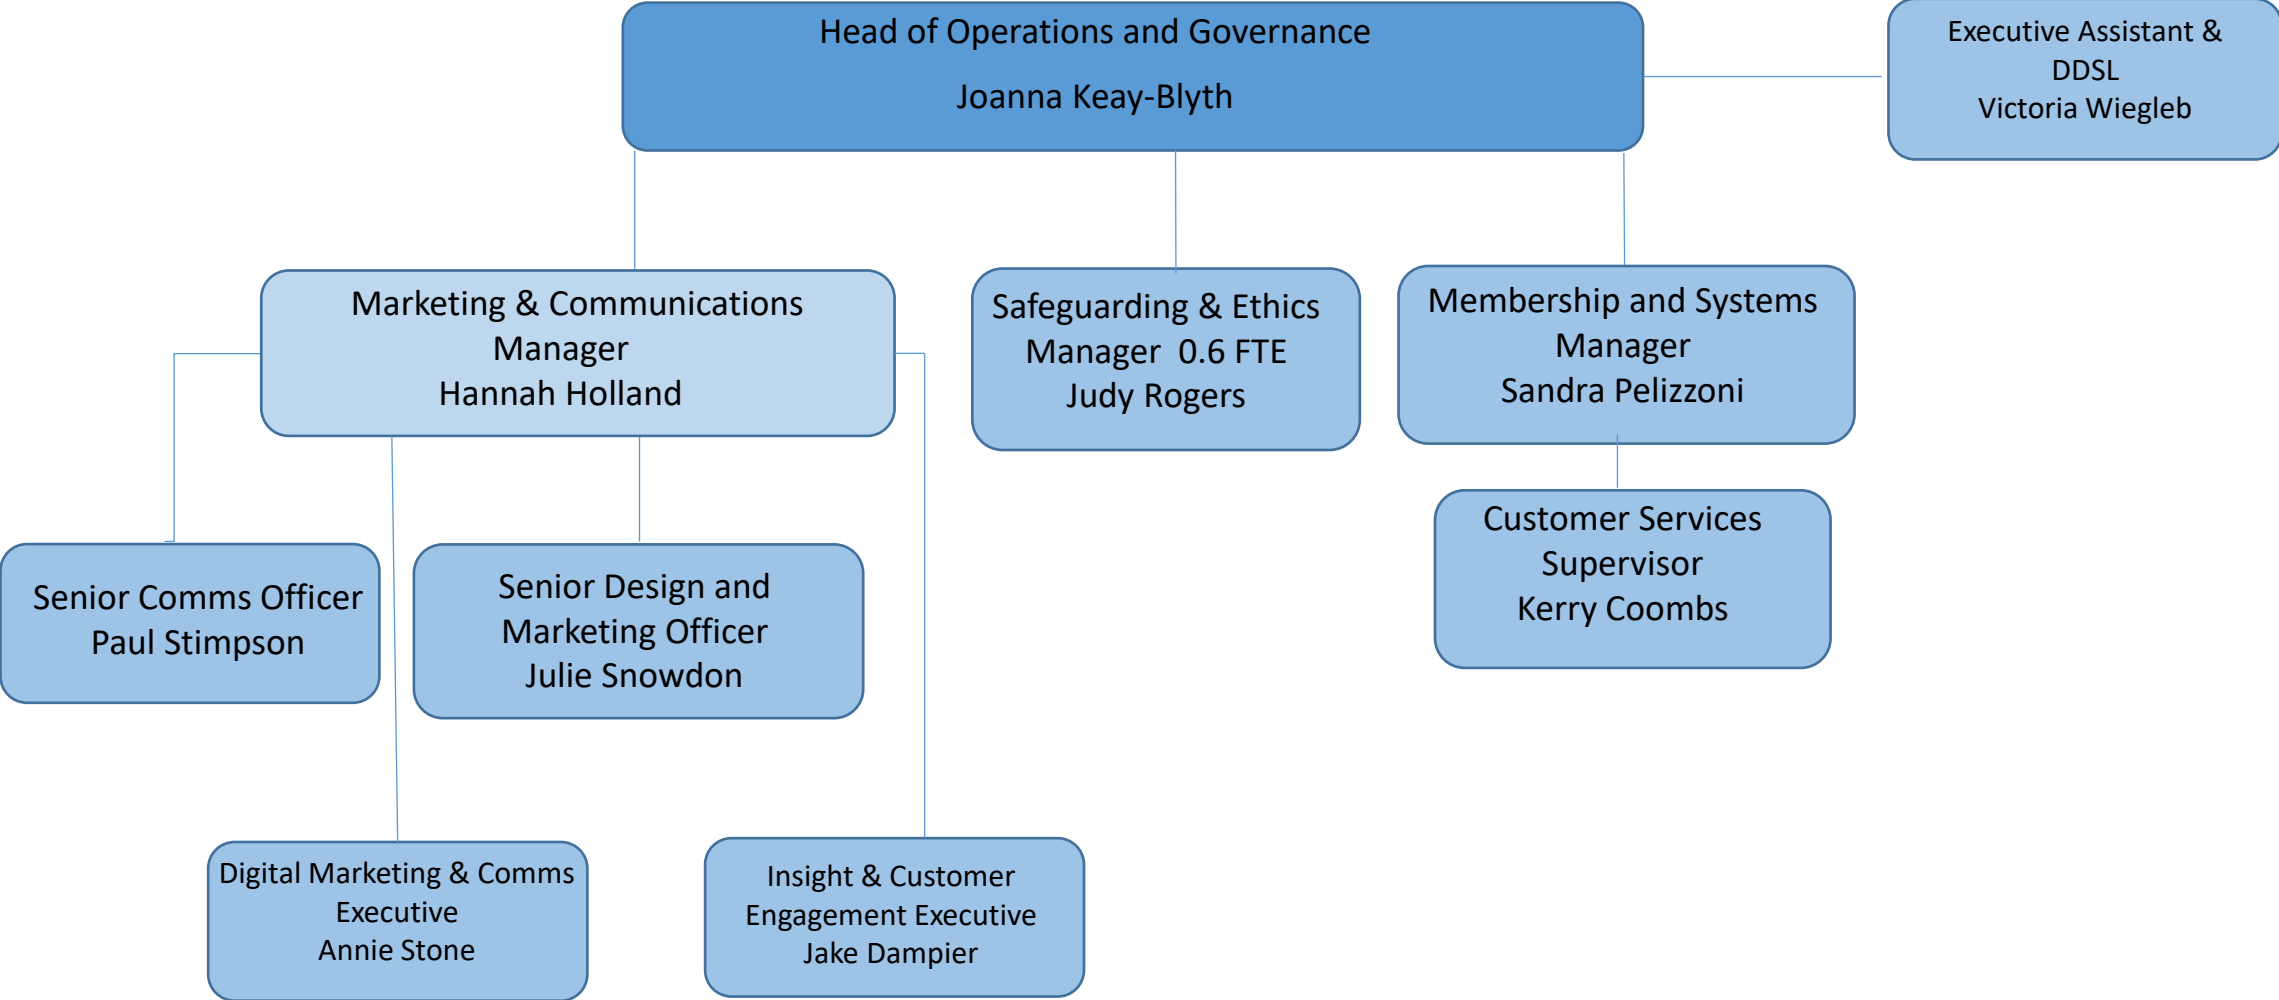 Head of Operations and Governance
Joanna Keay-Blyth
Executive Assistant &
DDSL
Victoria Wiegleb
Marketing & Communications
Manager
Hannah Holland
Safeguarding & Ethics
Manager 0.6 FTE
Judy Rogers
Membership and Systems
Manager
Sandra Pelizzoni
Senior Comms Officer
Paul Stimpson
Senior Design and
Marketing Officer
Julie Snowdon
Customer Services
Supervisor
Kerry Coombs
Digital Marketing & Comms
Executive
Annie Stone
Insight & Customer
Engagement Executive
Jake Dampier